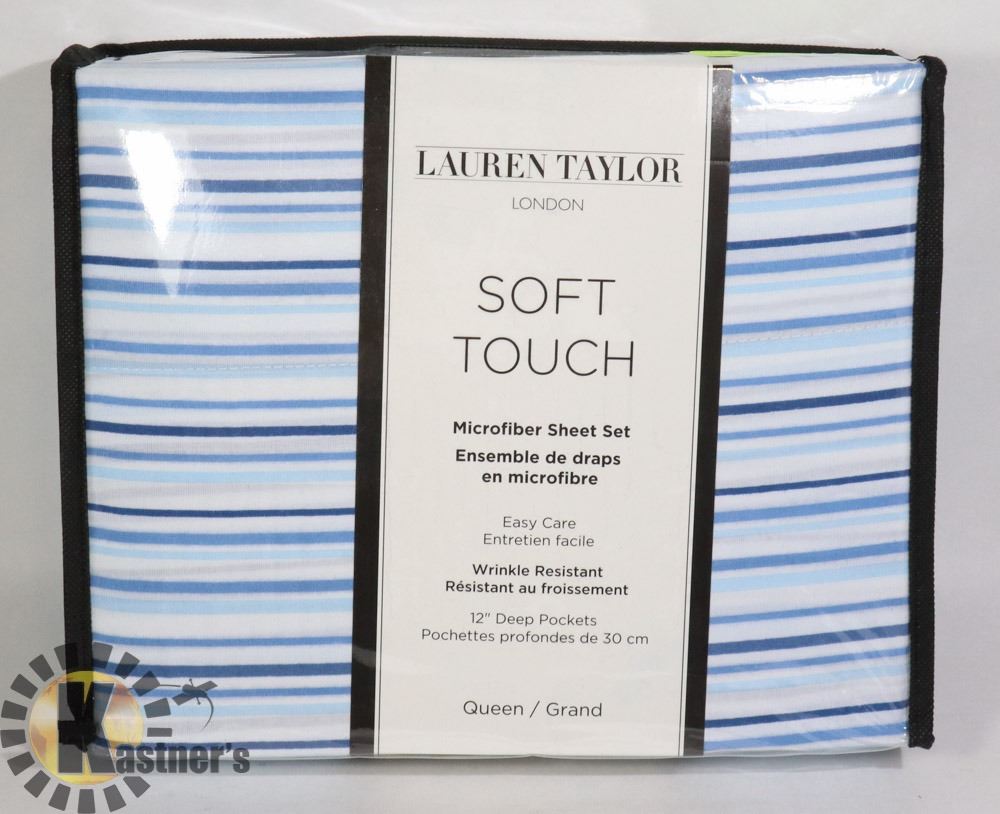 LAUREN TAYLOR
LONDON
SOFT
TOUCH
Microfiber Sheet Set
Ensemble de draps
en microfibre
Easy Care
Entretien facile
Wrinkle Resistant
Résistant au froissement
12" Deep Pockets
Pochettes profondes de 30 cm
Queen / Grand
Kastner's